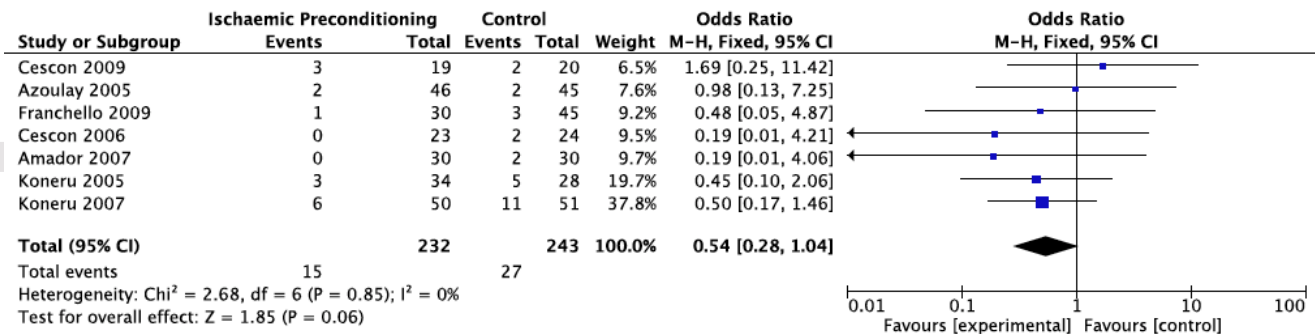 Ischaemic Preconditioning Control Odds Ratio Odds Ratio
Study or Subgroup Events Total Events Total Weight M-H, Fixed, 95% CI M-H, Fixed, 95% CI
Cescon 2009 3 19 2 20 6.5% 1.69 [0.25, 11.42]
Azoulay 2005 2 46 2 45 7.6% 0.98 [0.13, 7.25]
Franchello 2009 1 30 3 45 9.2% 0.48 [0.05, 4.87]
Cescon 2006 0 23 2 24 9.5% 0.19 [0.01, 4.21]
Amador 2007 0 30 2 30 9.7% 0.19 [0.01, 4.06]
Koneru 2005 3 34 5 28 19.7% 0.45 [0.10, 2.06]
Koneru 2007 6 50 11 51 37.8% 0.50 [0.17, 1.46]
Total (95% CI) 232 243 100.0% 0.54 [0.28, 1.04]
Total events 15 27
Heterogeneity: Chi² = 2.68, df = 6 (P = 0.85); I² = 0%
Test for overall effect: Z = 1.85 (P = 0.06)
0.01 0.1 1 10 100
Favours [experimental] Favours [control]